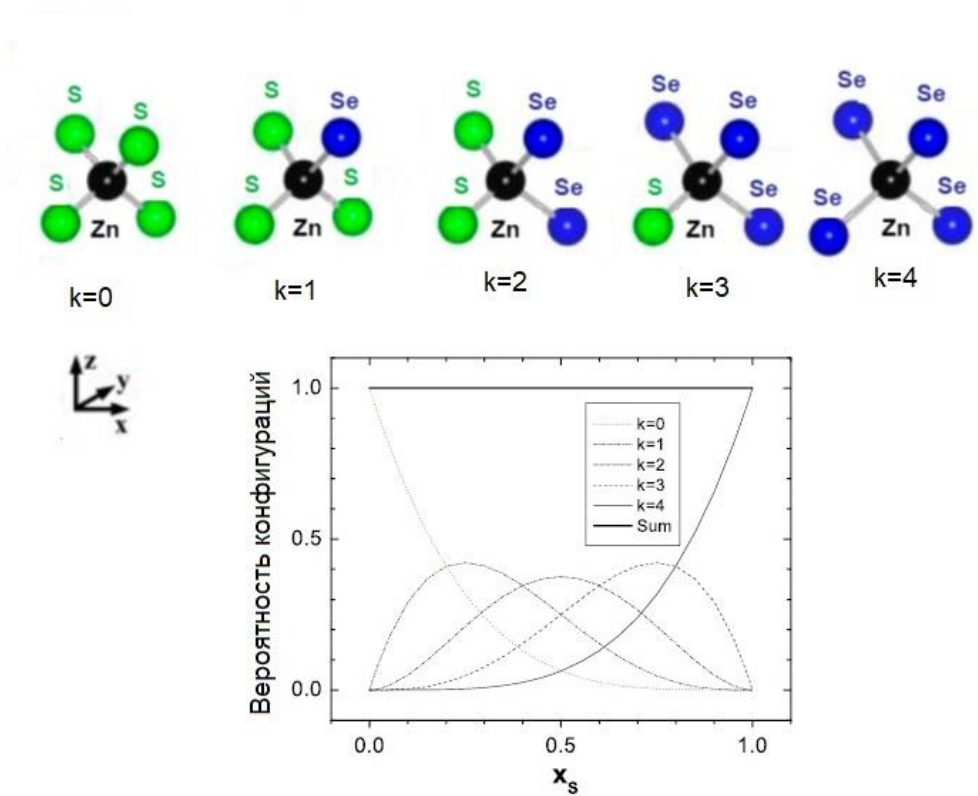 S S S S Zn
S Se S S Zn
S Se S Se Zn
Se Se S Se Zn
Se Se Se Se Zn
k=0
k=1
k=2
k=3
k=4
z
y
x
Вероятность конфигураций
1.0
0.5
0.0
k=0
k=1
k=2
k=3
k=4
Sum
0.0 0.5 1.0
xs